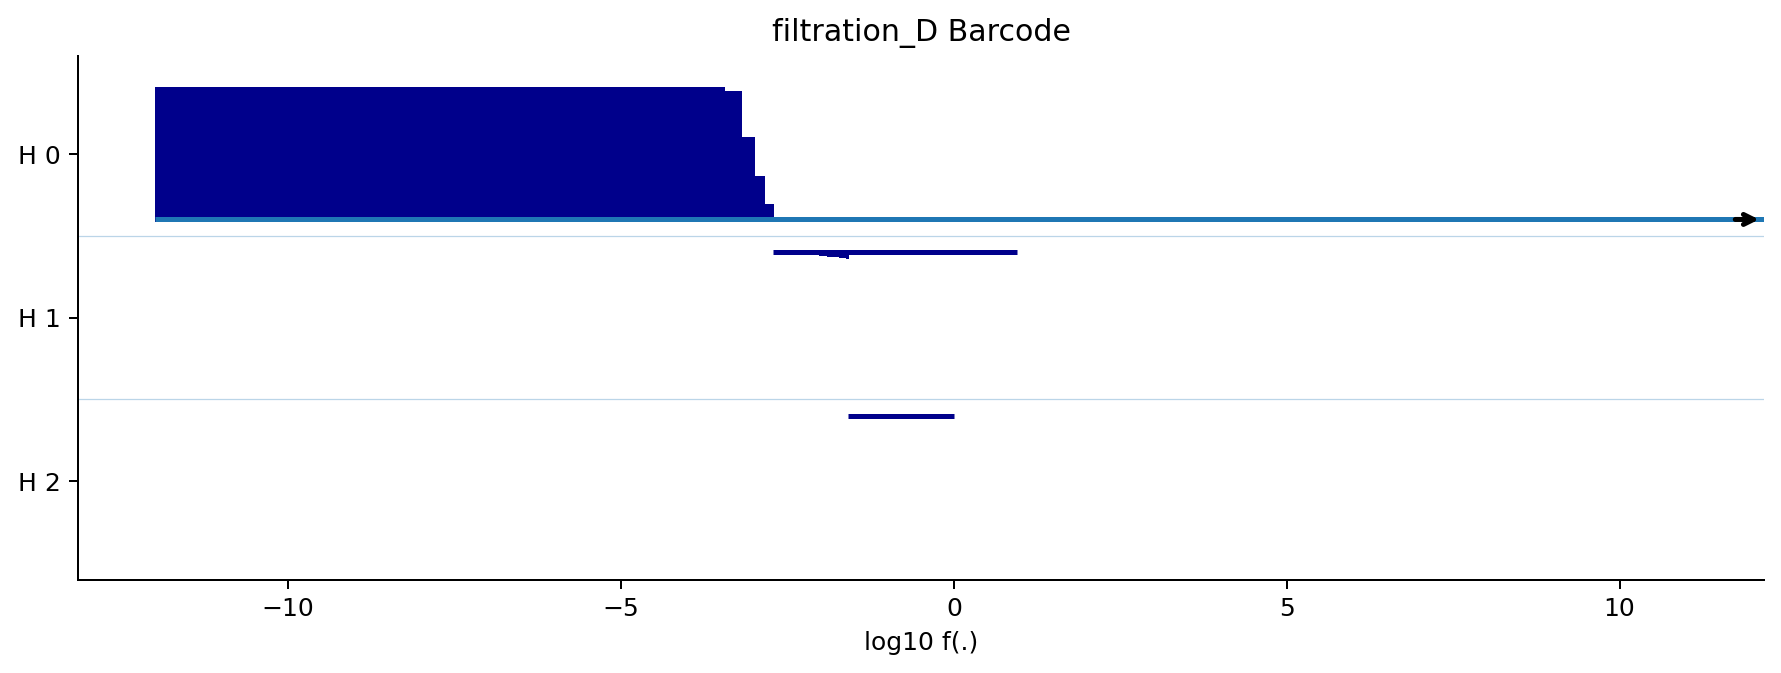 filtration_D Barcode
H 0
H 1
H 2
−10 −5 0 5 10
log10 f(.)